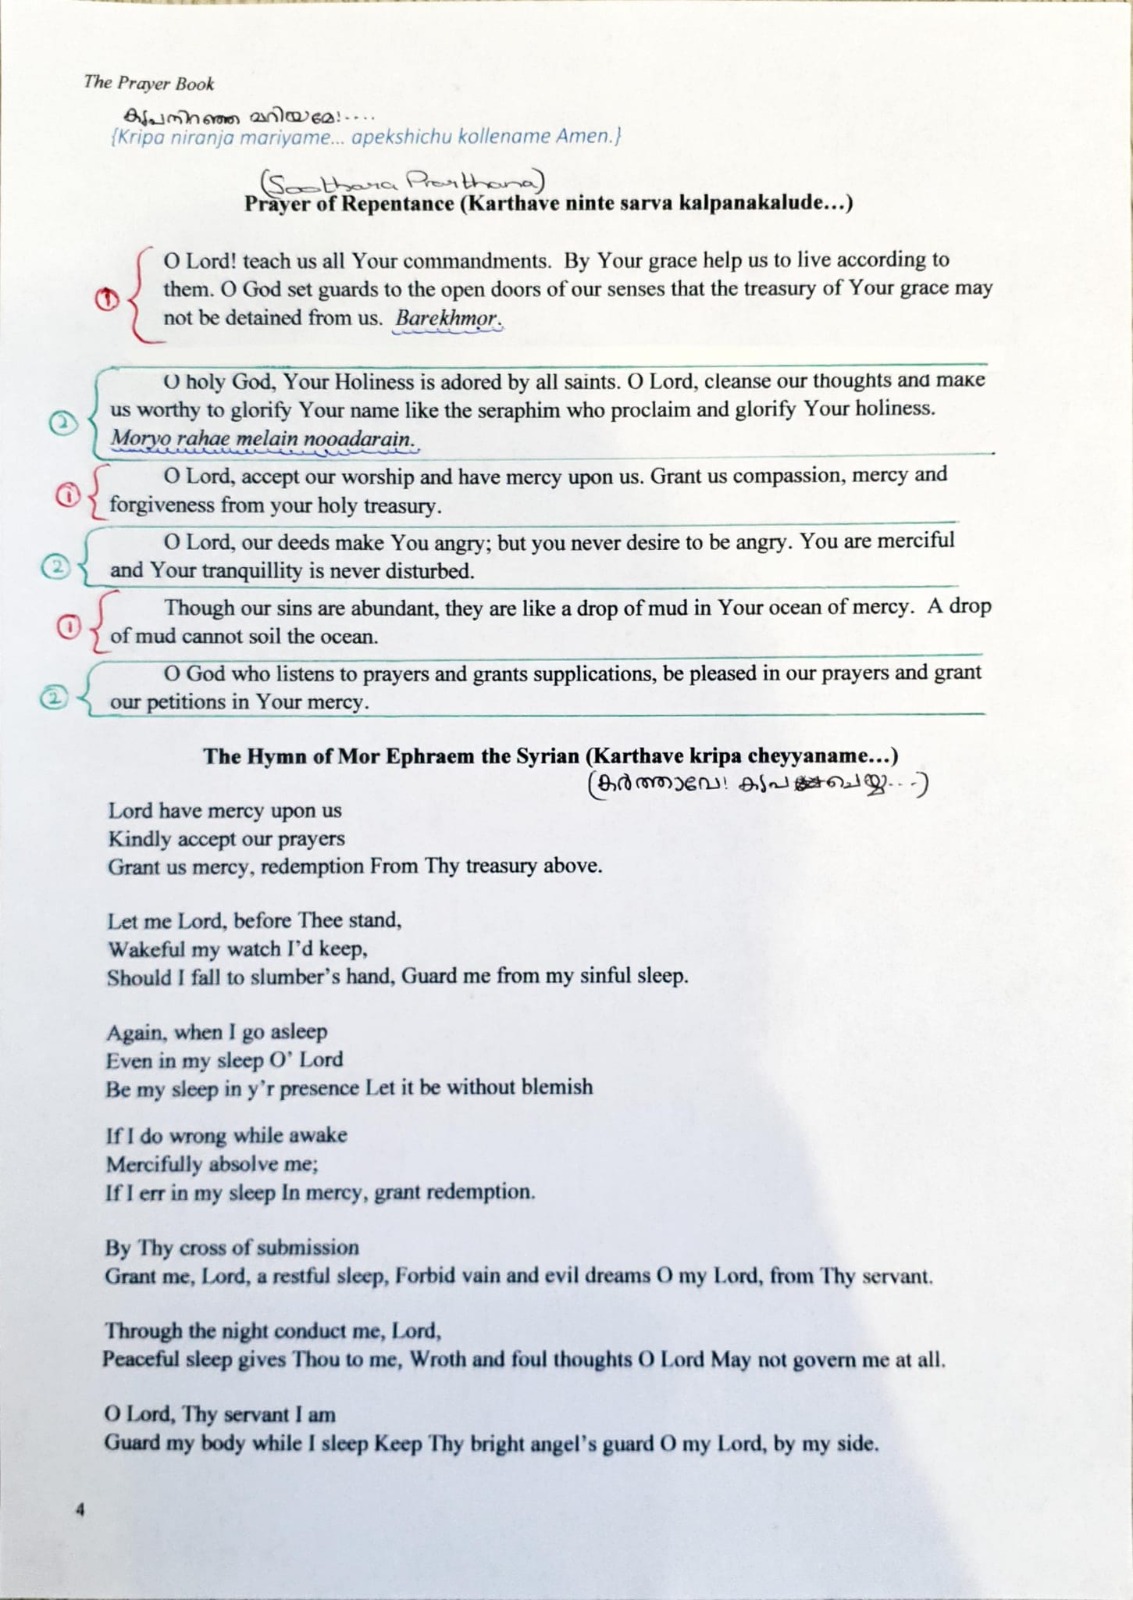 The Prayer Book
കൃപനിറഞ്ഞ മറിയമേ!....
{Kripa niranja mariyame... apekshichu kollename Amen.}
(Soothara Prarthana)
Prayer of Repentance (Karthave ninte sarva kalpanakalude...)
O Lord! teach us all Your commandments. By Your grace help us to live according to
1 them. O God set guards to the open doors of our senses that the treasury of Your grace may
not be detained from us. Barekhmor.
O holy God, Your Holiness is adored by all saints. O Lord, cleanse our thoughts and make
2 us worthy to glorify Your name like the seraphim who proclaim and glorify Your holiness.
Moryo rahae melain nooadarain.
O Lord, accept our worship and have mercy upon us. Grant us compassion, mercy and
1 forgiveness from your holy treasury.
O Lord, our deeds make You angry; but you never desire to be angry. You are merciful
2 and Your tranquillity is never disturbed.
Though our sins are abundant, they are like a drop of mud in Your ocean of mercy. A drop
1 of mud cannot soil the ocean.
O God who listens to prayers and grants supplications, be pleased in our prayers and grant
2 our petitions in Your mercy.
The Hymn of Mor Ephraem the Syrian (Karthave kripa cheyyaname...)
(കർത്താവേ! കൃപ ചെയ്യ....)
Lord have mercy upon us
Kindly accept our prayers
Grant us mercy, redemption From Thy treasury above.
Let me Lord, before Thee stand,
Wakeful my watch I'd keep,
Should I fall to slumber's hand, Guard me from my sinful sleep.
Again, when I go asleep
Even in my sleep O' Lord
Be my sleep in y'r presence Let it be without blemish
If I do wrong while awake
Mercifully absolve me;
If I err in my sleep In mercy, grant redemption.
By Thy cross of submission
Grant me, Lord, a restful sleep, Forbid vain and evil dreams O my Lord, from Thy servant.
Through the night conduct me, Lord,
Peaceful sleep gives Thou to me, Wroth and foul thoughts O Lord May not govern me at all.
O Lord, Thy servant I am
Guard my body while I sleep Keep Thy bright angel's guard O my Lord, by my side.
4